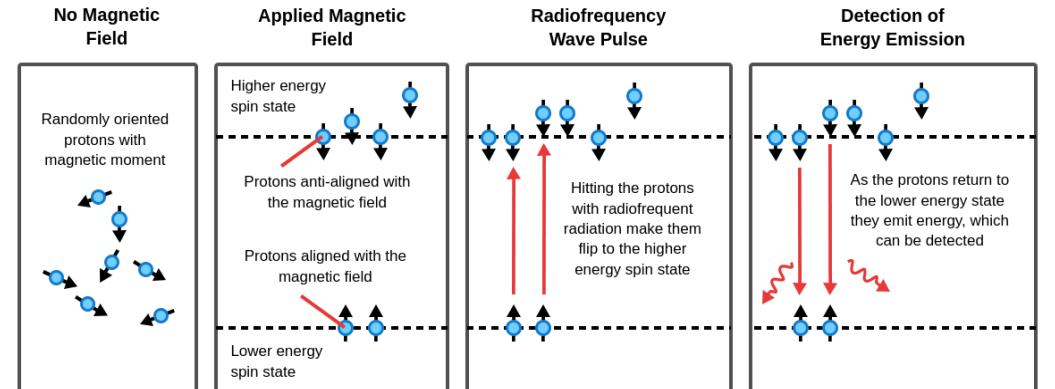 No Magnetic
Field
Randomly oriented
protons with
magnetic moment
Applied Magnetic
Field
Higher energy
spin state
Protons anti-aligned with
the magnetic field
Protons aligned with the
magnetic field
Lower energy
spin state
Radiofrequency
Wave Pulse
Hitting the protons
with radiofrequent
radiation make them
flip to the higher
energy spin state
Detection of
Energy Emission
As the protons return to
the lower energy state
they emit energy, which
can be detected